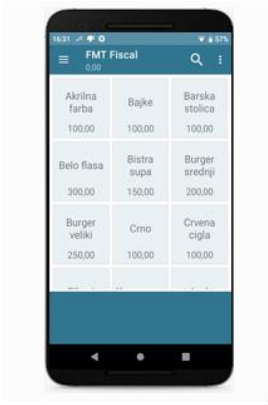 16:31 57%
FMT Fiscal
0,00
Akrilna
farba
100,00
Bajke
100,00
Barska
stolica
100,00
Belo flasa
300,00
Bistra
supa
150,00
Burger
srednji
200,00
Burger
veliki
250,00
Crno
100,00
Crvena
cigla
100,00